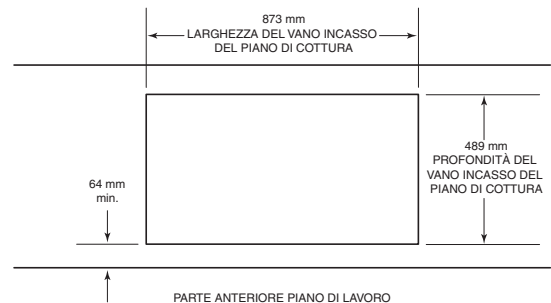 873 mm
LARGHEZZA DEL VANO INCASSO
DEL PIANO DI COTTURA
489 mm
PROFONDITÀ DEL
VANO INCASSO DEL
PIANO DI COTTURA
64 mm
min.
PARTE ANTERIORE PIANO DI LAVORO